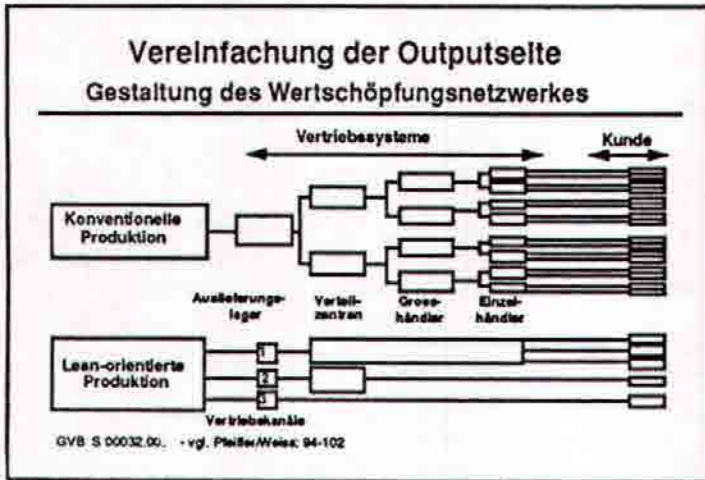 Vereinfachung der Outputseite
Gestaltung des Wertschöpfungsnetzwerkes
Vertriebssysteme
Kunde
Konventionelle
Produktion
Auslieferungs-
lager
Verteil-
zentren
Gross-
händler
Einzel-
händler
Lean-orientierte
Produktion
1
2
3
Vertriebskanäle
GVB S 00032.00. - vgl. Pfeiffer/Weiss: 94-102